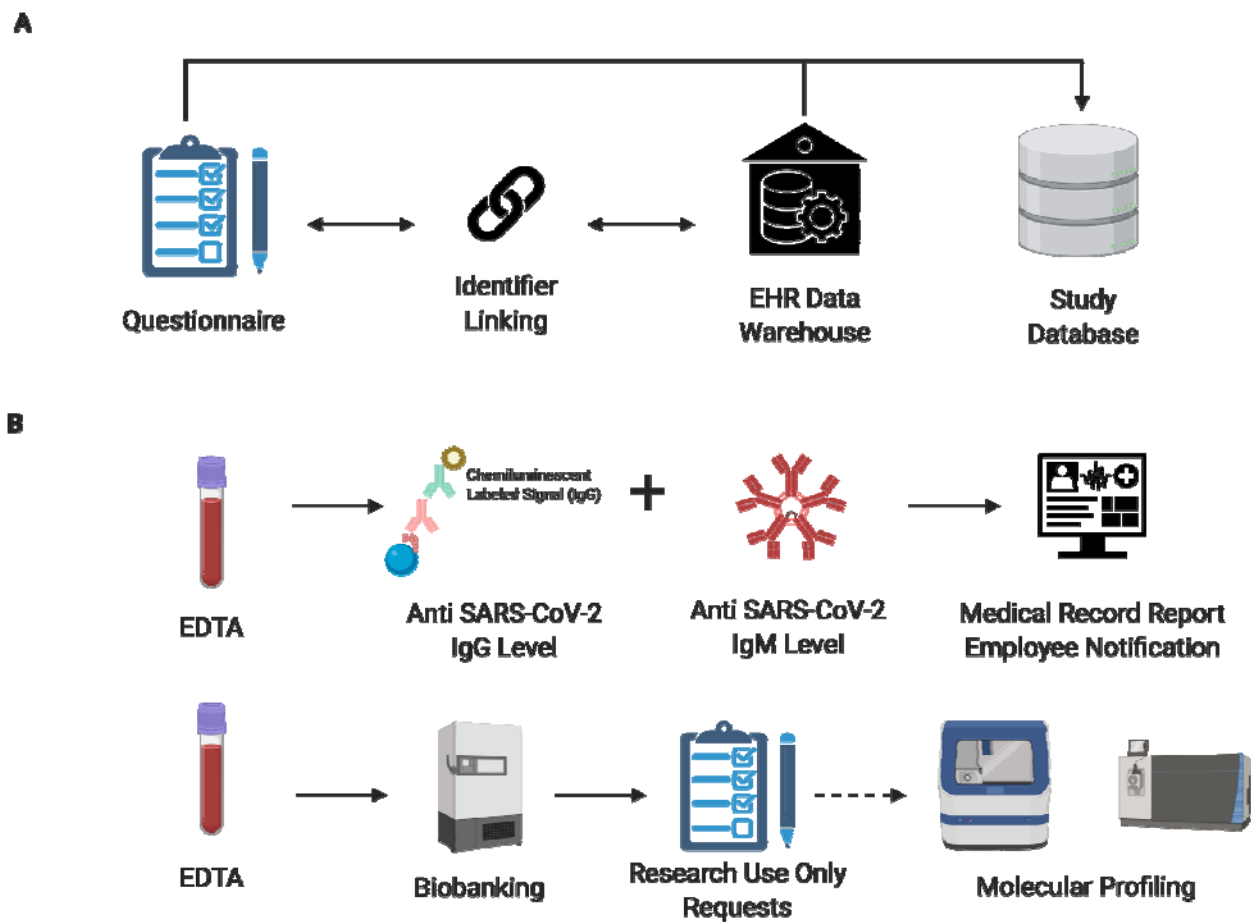 A
Questionnaire
Identifier
Linking
EHR Data
Warehouse
Study
Database
B
EDTA
Chemiluminescent
Labeled Signal (IgG)
+
Anti SARS-CoV-2
IgG Level
Anti SARS-CoV-2
IgM Level
Medical Record Report
Employee Notification
EDTA
Biobanking
Research Use Only
Requests
Molecular Profiling